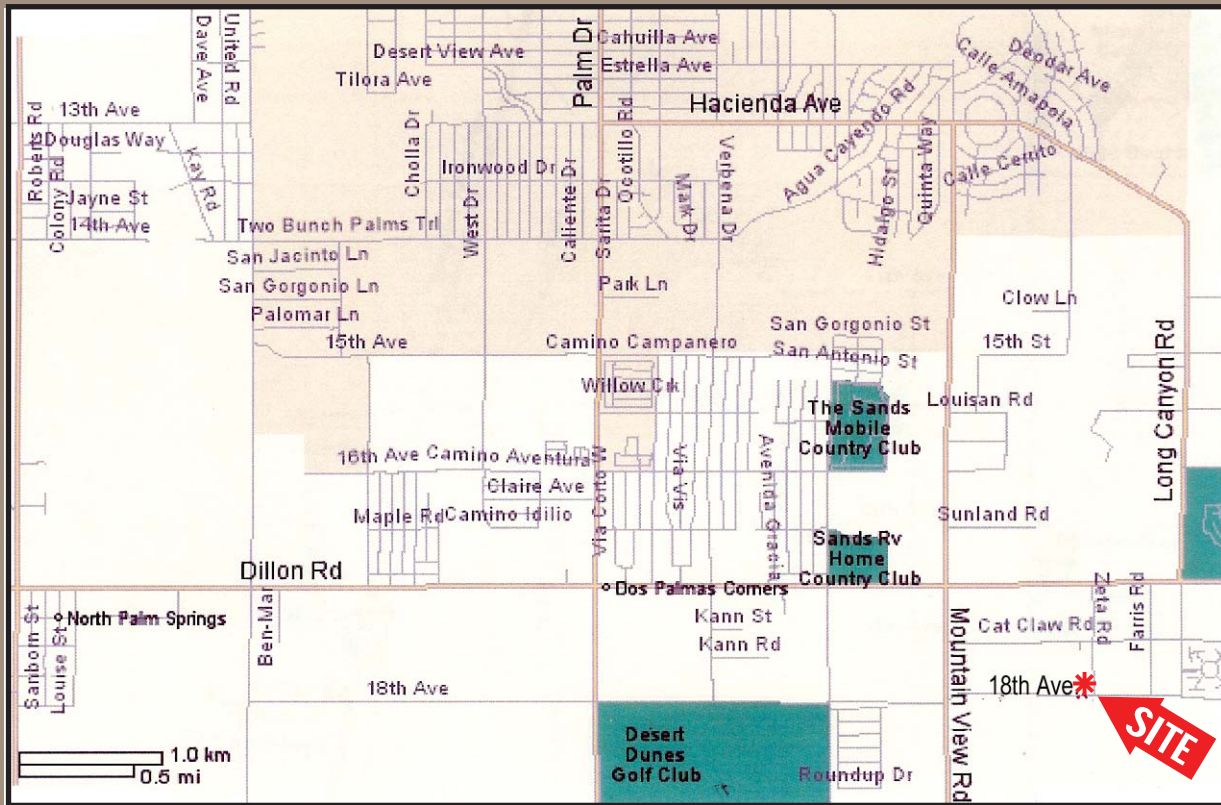 Dave Ave
United Rd
Desert View Ave
Tilora Ave
Palm Dr
Cahuilla Ave
Estrella Ave
Hacienda Ave
Calle Amapola
Deodar Ave
Roberts Rd
13th Ave
Douglas Way
Colony Rd
Jayne St
14th Ave
Kay Rd
Cholla Dr
Ironwood Dr
West Dr
Caliente Dr
Sarita Dr
Ocotillo Rd
Mark Dr
Verbena Dr
Agua Cayendo Rd
Hidalgo St
Quinta Way
Calle Cerrito
Two Bunch Palms Trl
San Jacinto Ln
San Gorgonio Ln
Palomar Ln
Park Ln
Clow Ln
15th Ave
Camino Campanero
San Gorgonio St
San Antonio St
15th St
Long Canyon Rd
Willow Crk
The Sands
Mobile
Country Club
Louisan Rd
16th Ave
Camino Aventura
Claire Ave
Maple Rd
Camino Idilio
Via Corto W
Via Vis
Avenida Gracia
Sands Rv
Home
Country Club
Sunland Rd
Dillon Rd
Dos Palmas Corners
North Palm Springs
Sanborn St
Louise St
Ben-Mar
Kann St
Kann Rd
Mountain View Rd
Cat Claw Rd
Zeta Rd
Farris Rd
18th Ave
18th Ave
SITE
Desert
Dunes
Golf Club
Roundup Dr
1.0 km
0.5 mi